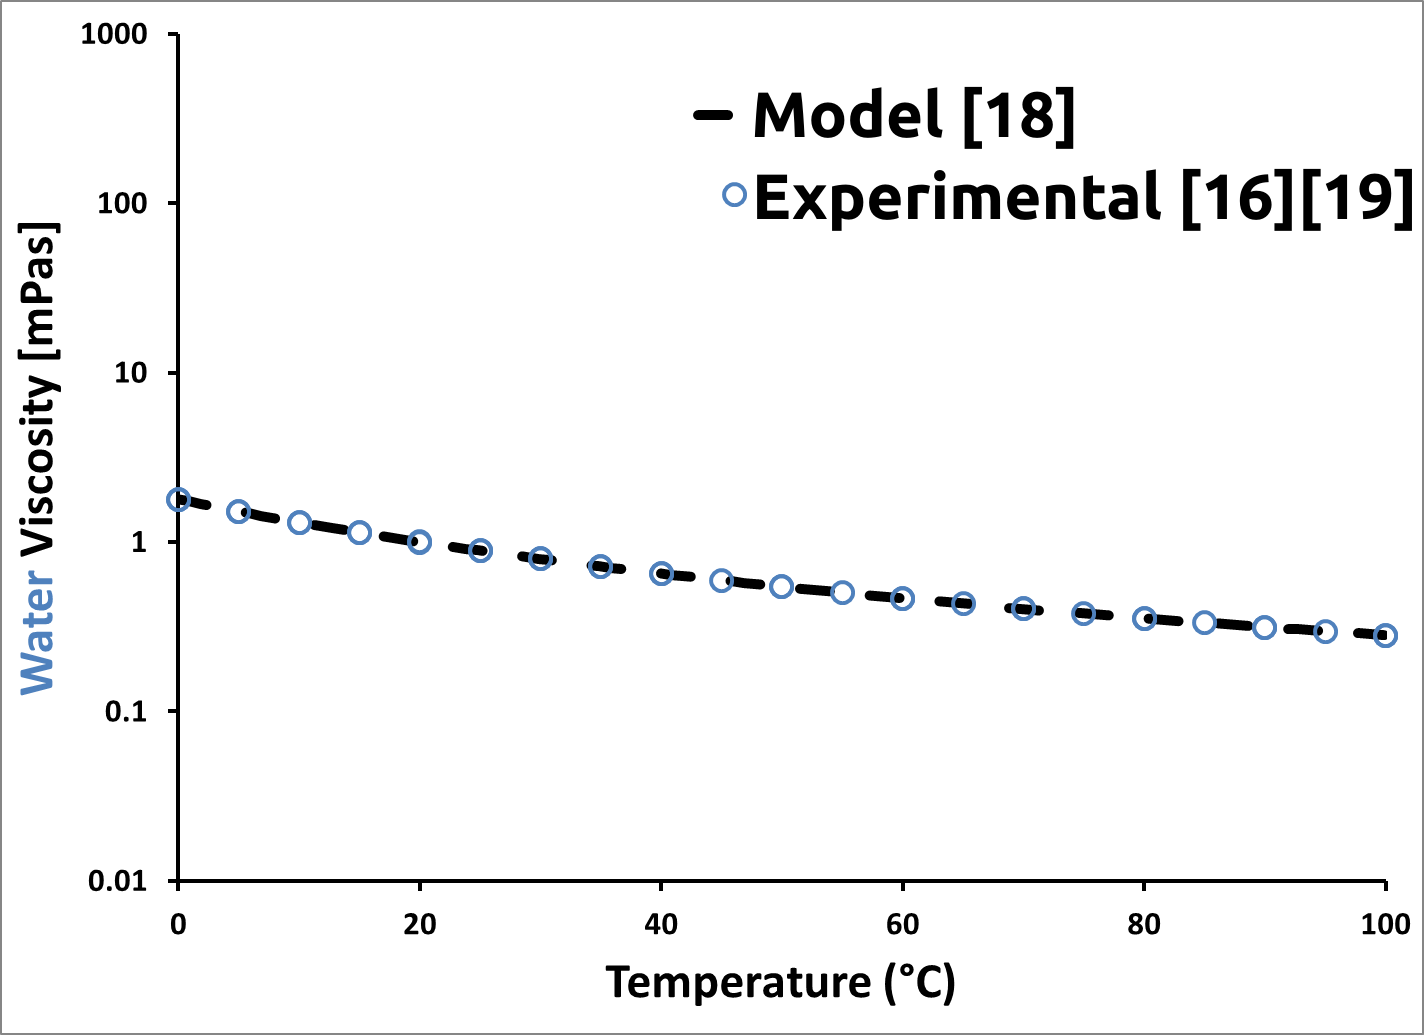 1000
100
10
1
0.1
0.01
Water Viscosity [mPas]
Model [18]
Experimental [16][19]
0 20 40 60 80 100
Temperature (°C)